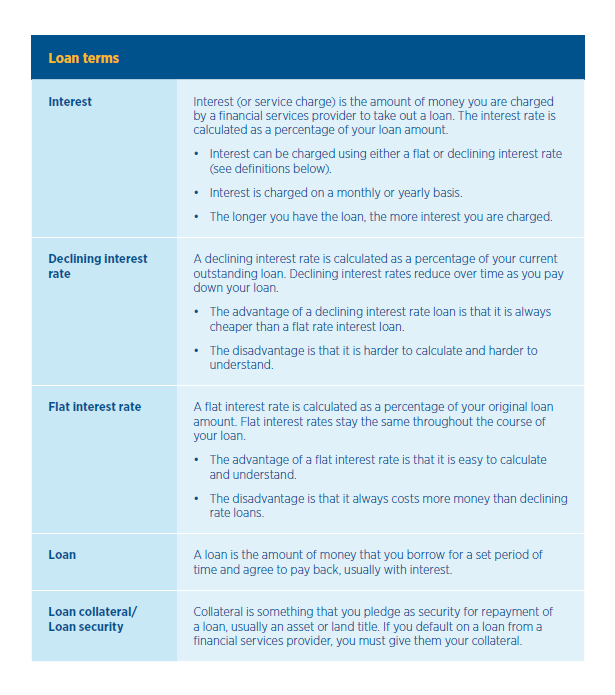 Loan terms
Interest
Interest (or service charge) is the amount of money you are charged
by a financial services provider to take out a loan. The interest rate is
calculated as a percentage of your loan amount.
• Interest can be charged using either a flat or declining interest rate
(see definitions below).
• Interest is charged on a monthly or yearly basis.
• The longer you have the loan, the more interest you are charged.
Declining interest
rate
A declining interest rate is calculated as a percentage of your current
outstanding loan. Declining interest rates reduce over time as you pay
down your loan.
• The advantage of a declining interest rate loan is that it is always
cheaper than a flat rate interest loan.
• The disadvantage is that it is harder to calculate and harder to
understand.
Flat interest rate
A flat interest rate is calculated as a percentage of your original loan
amount. Flat interest rates stay the same throughout the course of
your loan.
• The advantage of a flat interest rate is that it is easy to calculate
and understand.
• The disadvantage is that it always costs more money than declining
rate loans.
Loan
A loan is the amount of money that you borrow for a set period of
time and agree to pay back, usually with interest.
Loan collateral/
Loan security
Collateral is something that you pledge as security for repayment of
a loan, usually an asset or land title. If you default on a loan from a
financial services provider, you must give them your collateral.